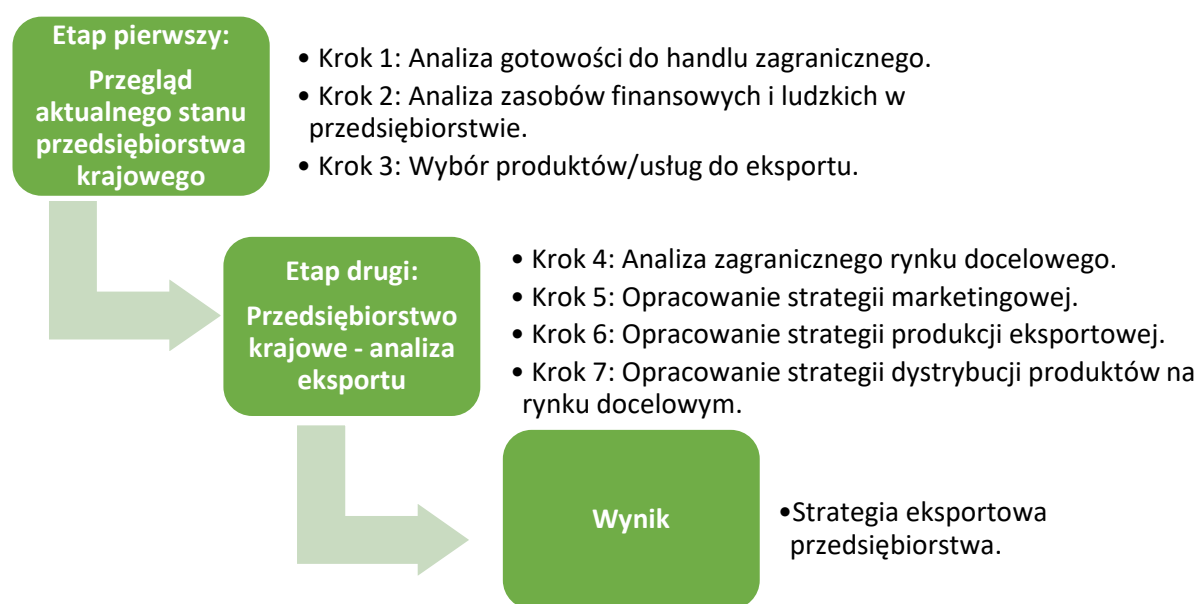 Etap pierwszy:
Przegląd
aktualnego stanu
przedsiębiorstwa
krajowego
• Krok 1: Analiza gotowości do handlu zagranicznego.
• Krok 2: Analiza zasobów finansowych i ludzkich w
przedsiębiorstwie.
• Krok 3: Wybór produktów/usług do eksportu.
Etap drugi:
Przedsiębiorstwo
krajowe - analiza
eksportu
• Krok 4: Analiza zagranicznego rynku docelowego.
• Krok 5: Opracowanie strategii marketingowej.
• Krok 6: Opracowanie strategii produkcji eksportowej.
• Krok 7: Opracowanie strategii dystrybucji produktów na
rynku docelowym.
Wynik
•Strategia eksportowa
przedsiębiorstwa.